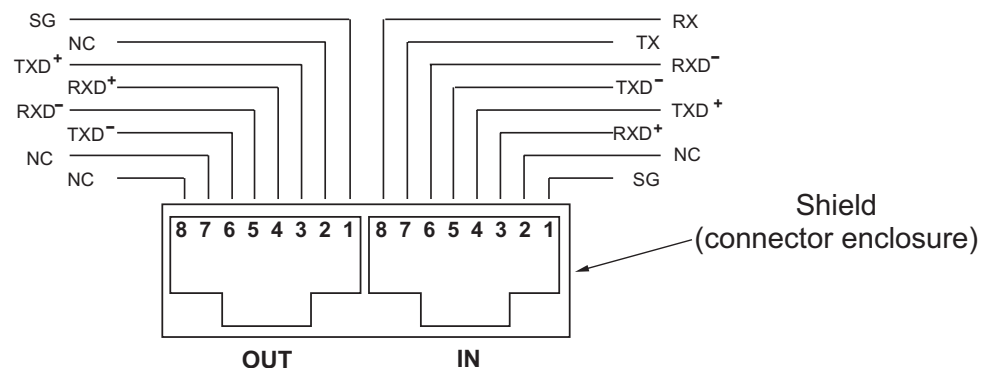 SG
NC
TXD+
RXD+
RXD-
TXD-
NC
NC
RX
TX
RXD-
TXD-
TXD +
RXD+
NC
SG
Shield
(connector enclosure)
8 7 6 5 4 3 2 1 8 7 6 5 4 3 2 1
OUT IN